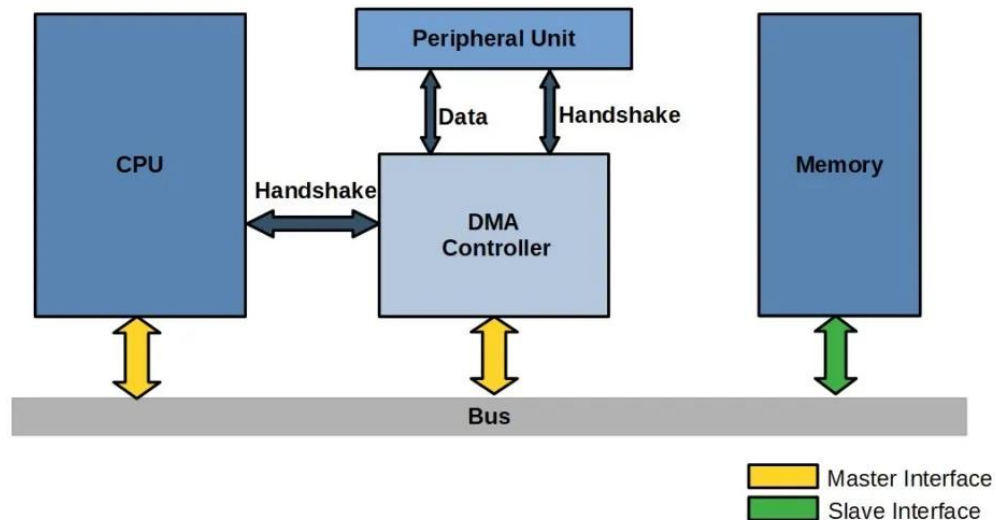 Peripheral Unit
Data
Handshake
CPU
Memory
Handshake
DMA
Controller
Bus
Master Interface
Slave Interface